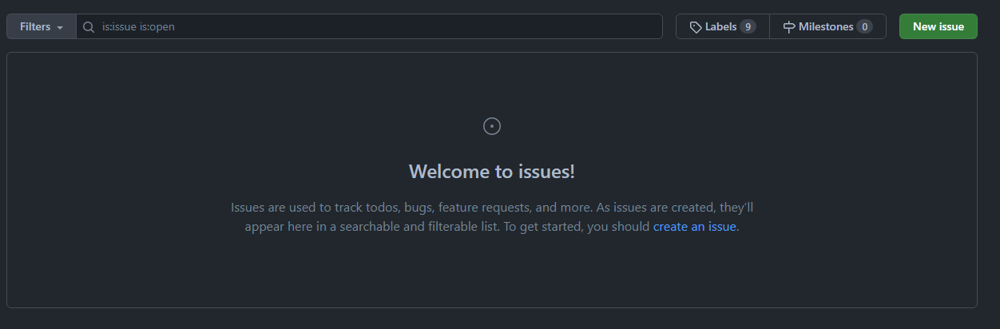 Filters
is:issue is:open
Labels 9
Milestones 0
New issue
Welcome to issues!
Issues are used to track todos, bugs, feature requests, and more. As issues are created, they’ll
appear here in a searchable and filterable list. To get started, you should create an issue.